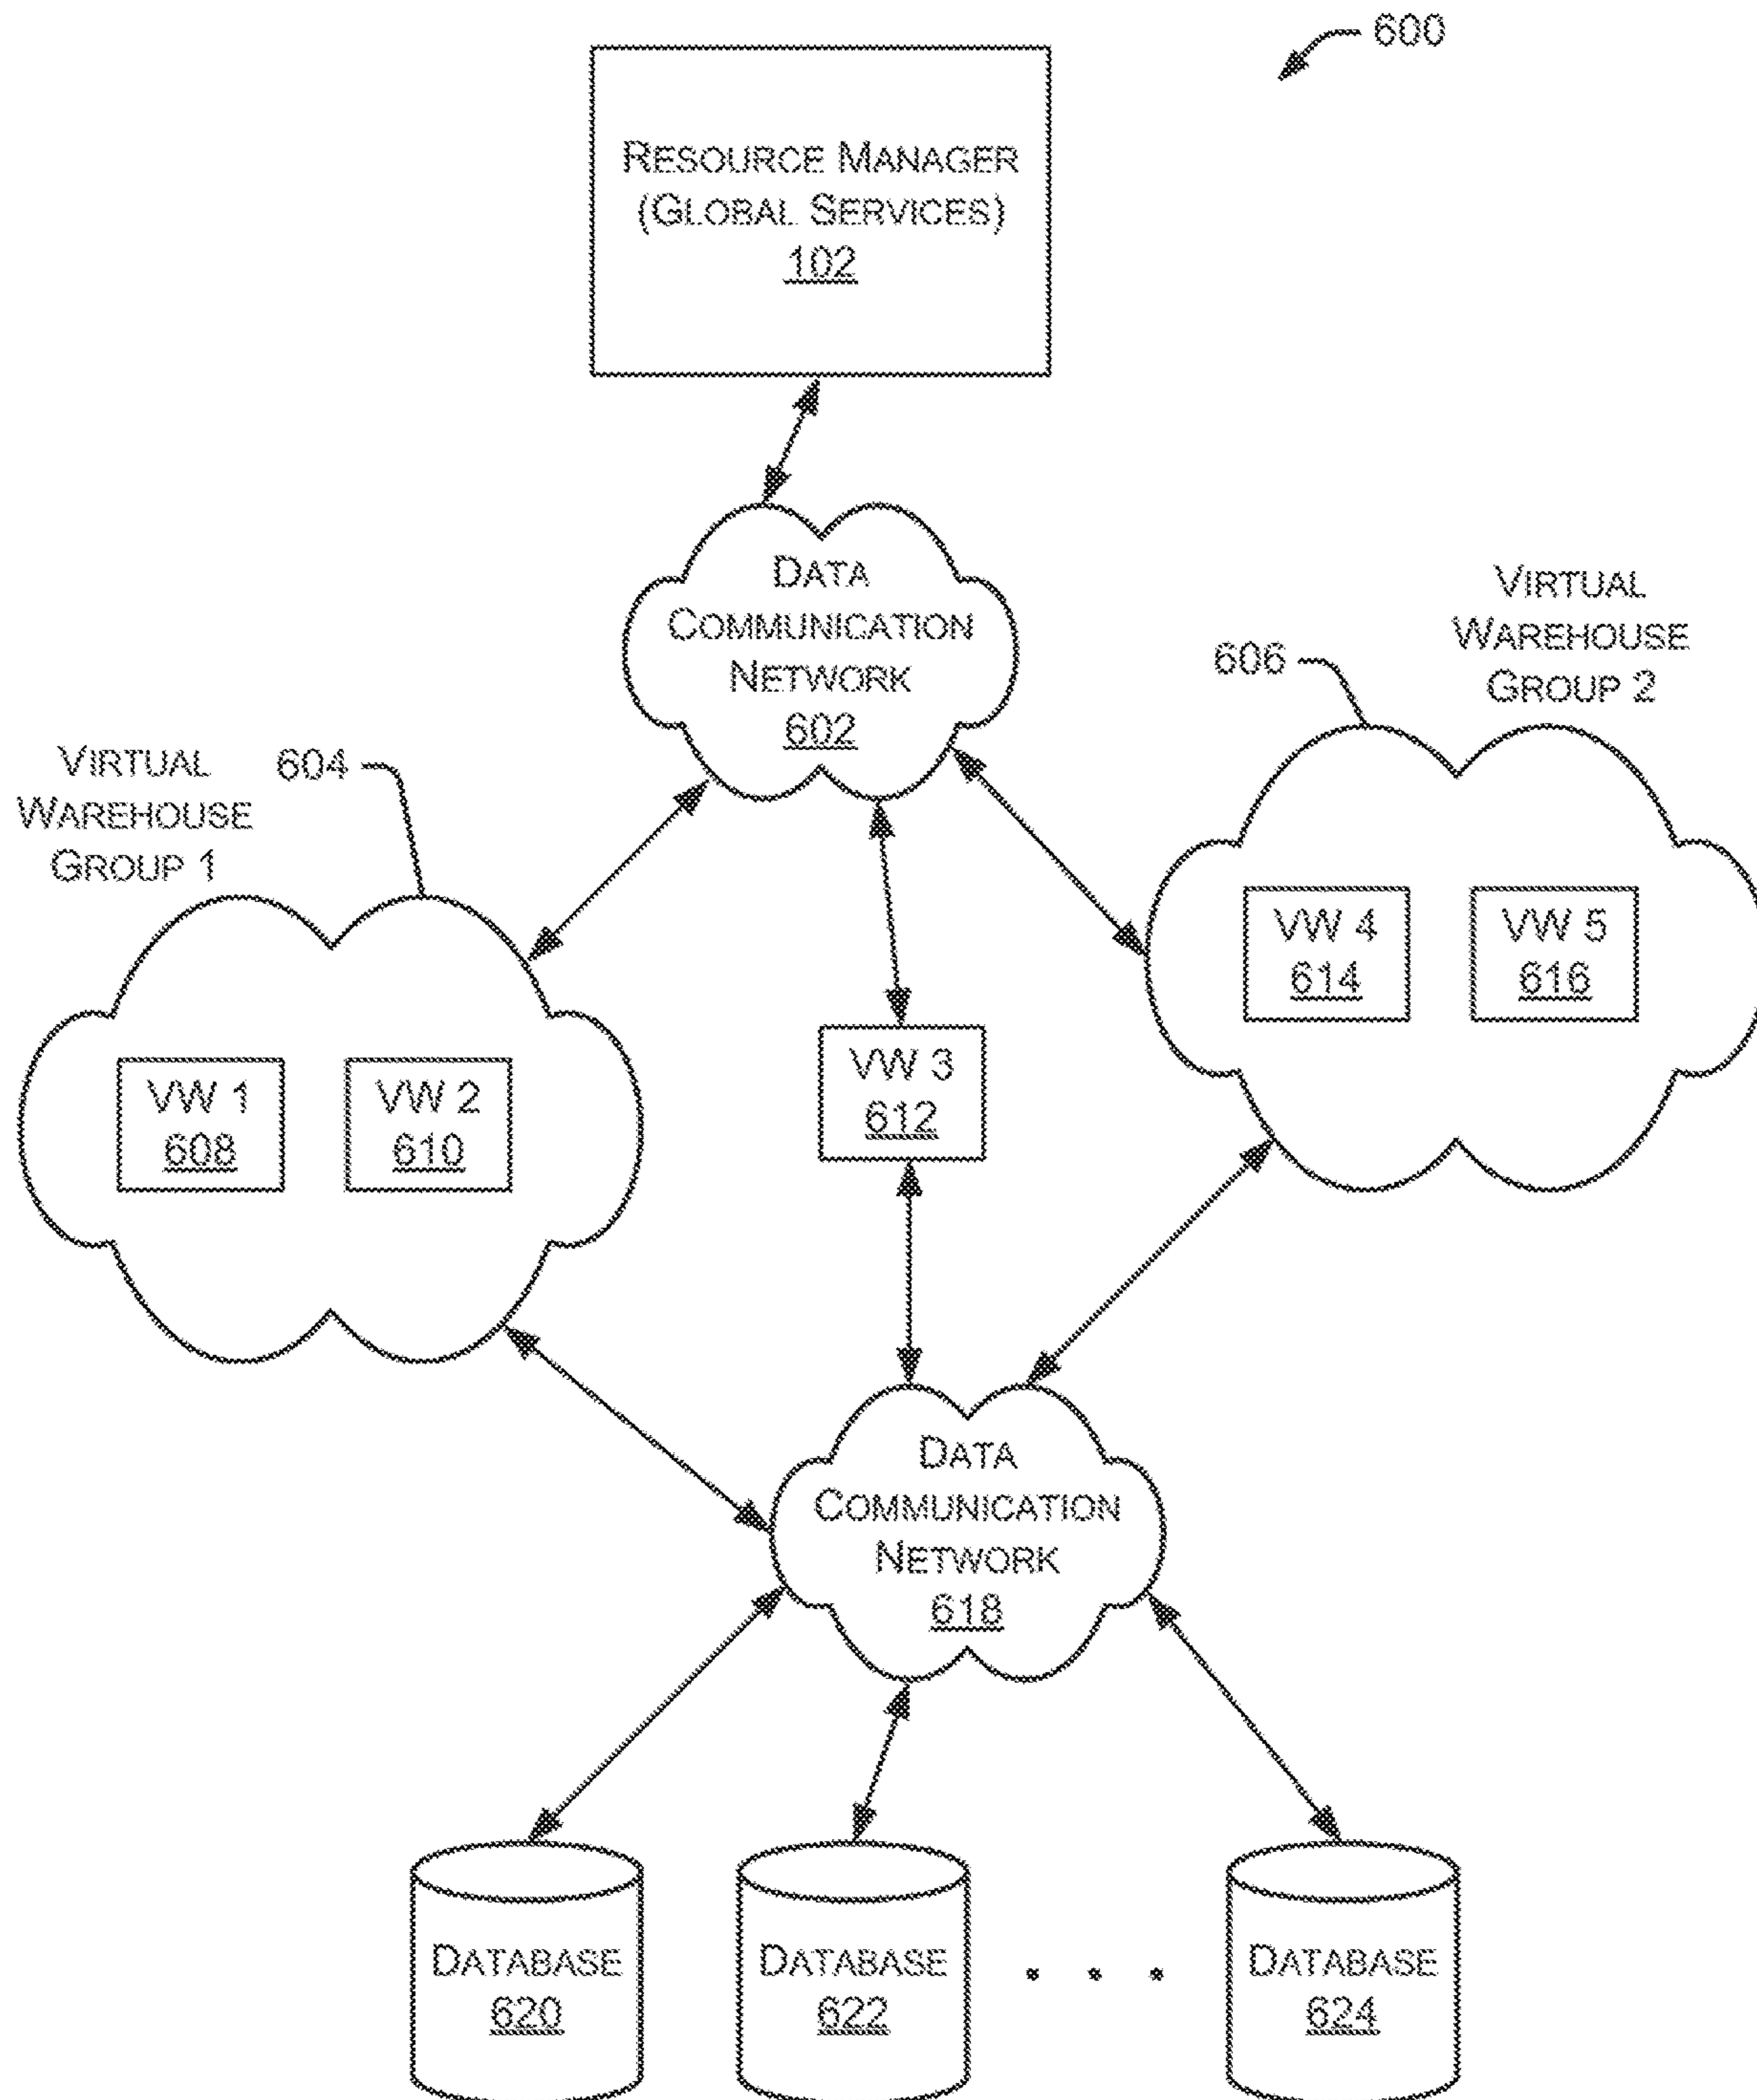 600
RESOURCE MANAGER
(GLOBAL SERVICES)
102
DATA
COMMUNICATION
NETWORK
602
VIRTUAL
WAREHOUSE
GROUP 2
606
VIRTUAL
WAREHOUSE
GROUP 1
604
VW 4
614
VW 5
616
VW 3
612
VW 1
608
VW 2
610
DATA
COMMUNICATION
NETWORK
618
DATABASE
620
DATABASE
622
. . .
DATABASE
624